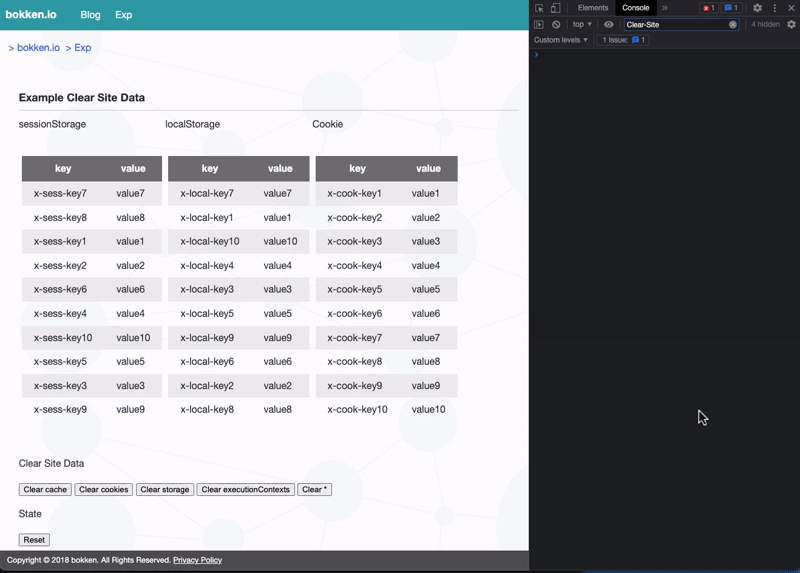 bokken.io Blog Exp
> bokken.io > Exp
Example Clear Site Data
sessionStorage localStorage Cookie
key value key value key value
x-sess-key7 value7 x-local-key7 value7 x-cook-key1 value1
x-sess-key8 value8 x-local-key1 value1 x-cook-key2 value2
x-sess-key1 value1 x-local-key10 value10 x-cook-key3 value3
x-sess-key2 value2 x-local-key4 value4 x-cook-key4 value4
x-sess-key6 value6 x-local-key3 value3 x-cook-key5 value5
x-sess-key4 value4 x-local-key5 value5 x-cook-key6 value6
x-sess-key10 value10 x-local-key9 value9 x-cook-key7 value7
x-sess-key5 value5 x-local-key6 value6 x-cook-key8 value8
x-sess-key3 value3 x-local-key2 value2 x-cook-key9 value9
x-sess-key9 value9 x-local-key8 value8 x-cook-key10 value10
Clear Site Data
Clear cache Clear cookies Clear storage Clear executionContexts Clear *
State
Reset
Copyright © 2018 bokken. All Rights Reserved. Privacy Policy
Elements Console » 1 1
top ▼ Clear-Site 4 hidden
Custom levels ▼ 1 Issue: 1
>